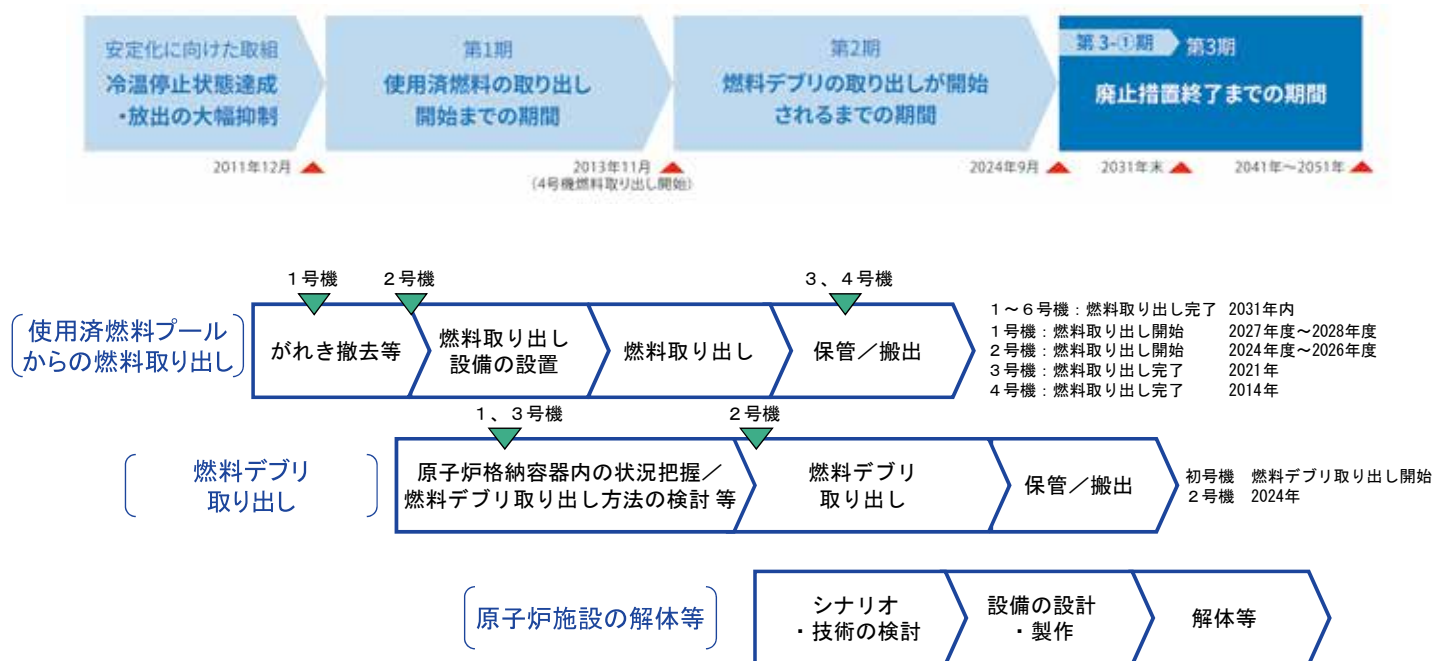 安定化に向けた取組
冷温停止状態達成
・放出の大幅抑制
第1期
使用済燃料の取り出し
開始までの期間
第2期
燃料デブリの取り出しが開始
されるまでの期間
第3-①期
第3期
廃止措置終了までの期間
2011年12月
2013年11月
(4号機燃料取り出し開始)
2024年9月
2031年末
2041年～2051年
1号機
2号機
3、4号機
使用済燃料プール
からの燃料取り出し
がれき撤去等
燃料取り出し
設備の設置
燃料取り出し
保管／搬出
1～6号機：燃料取り出し完了 2031年内
1号機：燃料取り出し開始 2027年度～2028年度
2号機：燃料取り出し開始 2024年度～2026年度
3号機：燃料取り出し完了 2021年
4号機：燃料取り出し完了 2014年
1、3号機
2号機
燃料デブリ
取り出し
原子炉格納容器内の状況把握／
燃料デブリ取り出し方法の検討 等
燃料デブリ
取り出し
保管／搬出
初号機 燃料デブリ取り出し開始
2号機 2024年
原子炉施設の解体等
シナリオ
・技術の検討
設備の設計
・製作
解体等